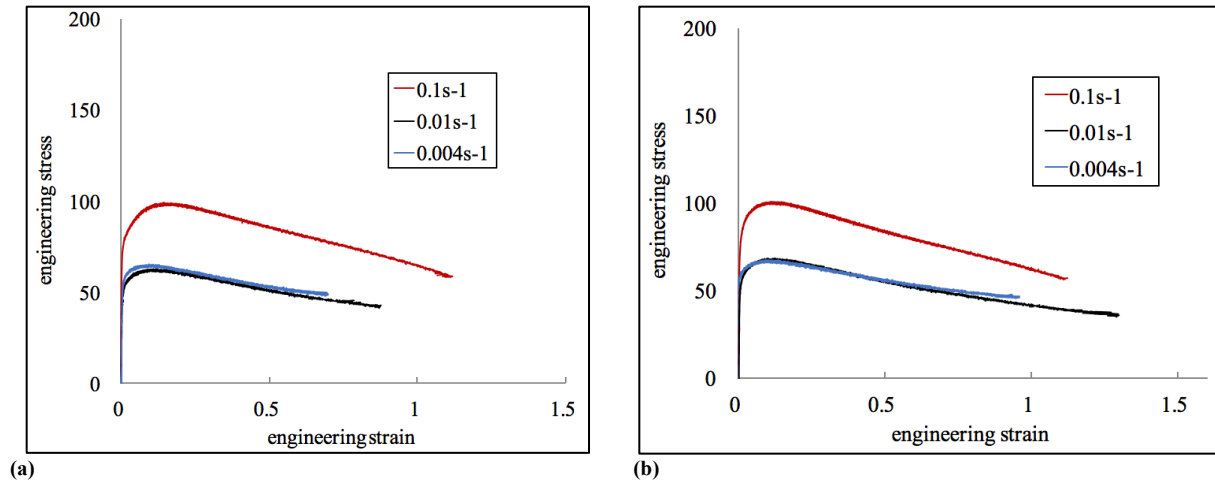 200
150
100
50
0
engineering stress
0.1s-1
0.01s-1
0.004s-1
0 0.5 1 1.5
engineering strain
(a)
200
150
100
50
0
engineering stress
0.1s-1
0.01s-1
0.004s-1
0 0.5 1 1.5
engineering strain
(b)